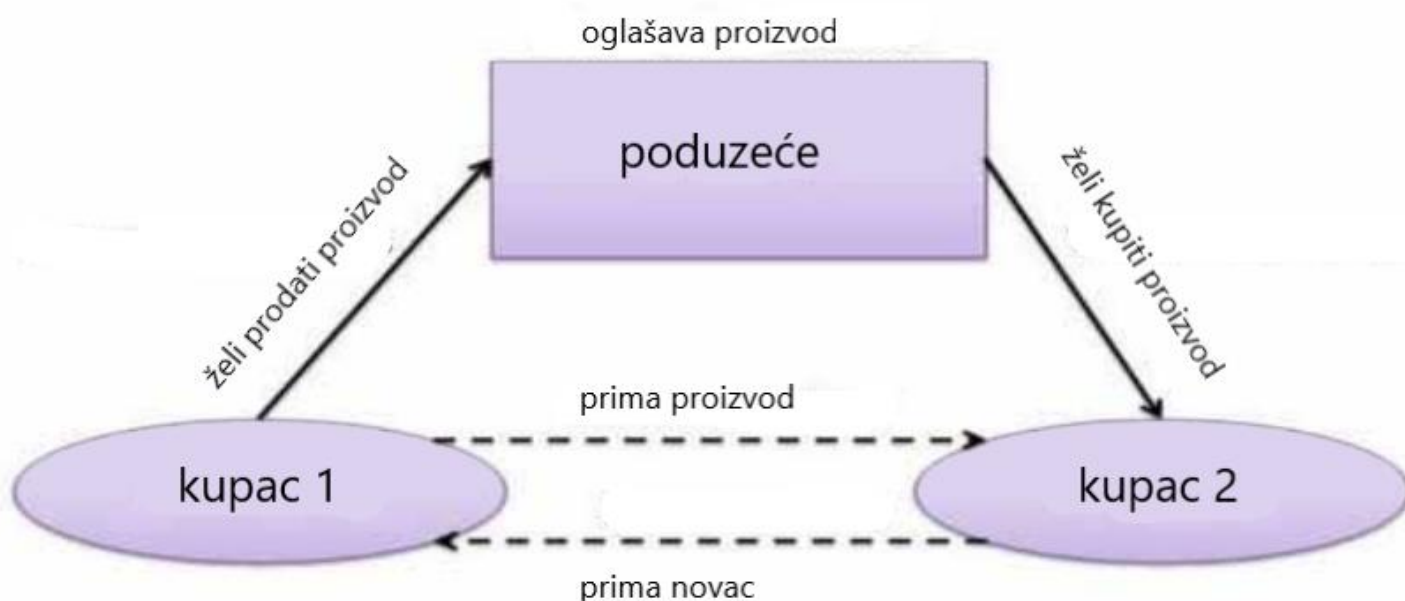 oglašava proizvod
poduzeće
želi prodati proizvod
želi kupiti proizvod
prima proizvod
kupac 1
kupac 2
prima novac